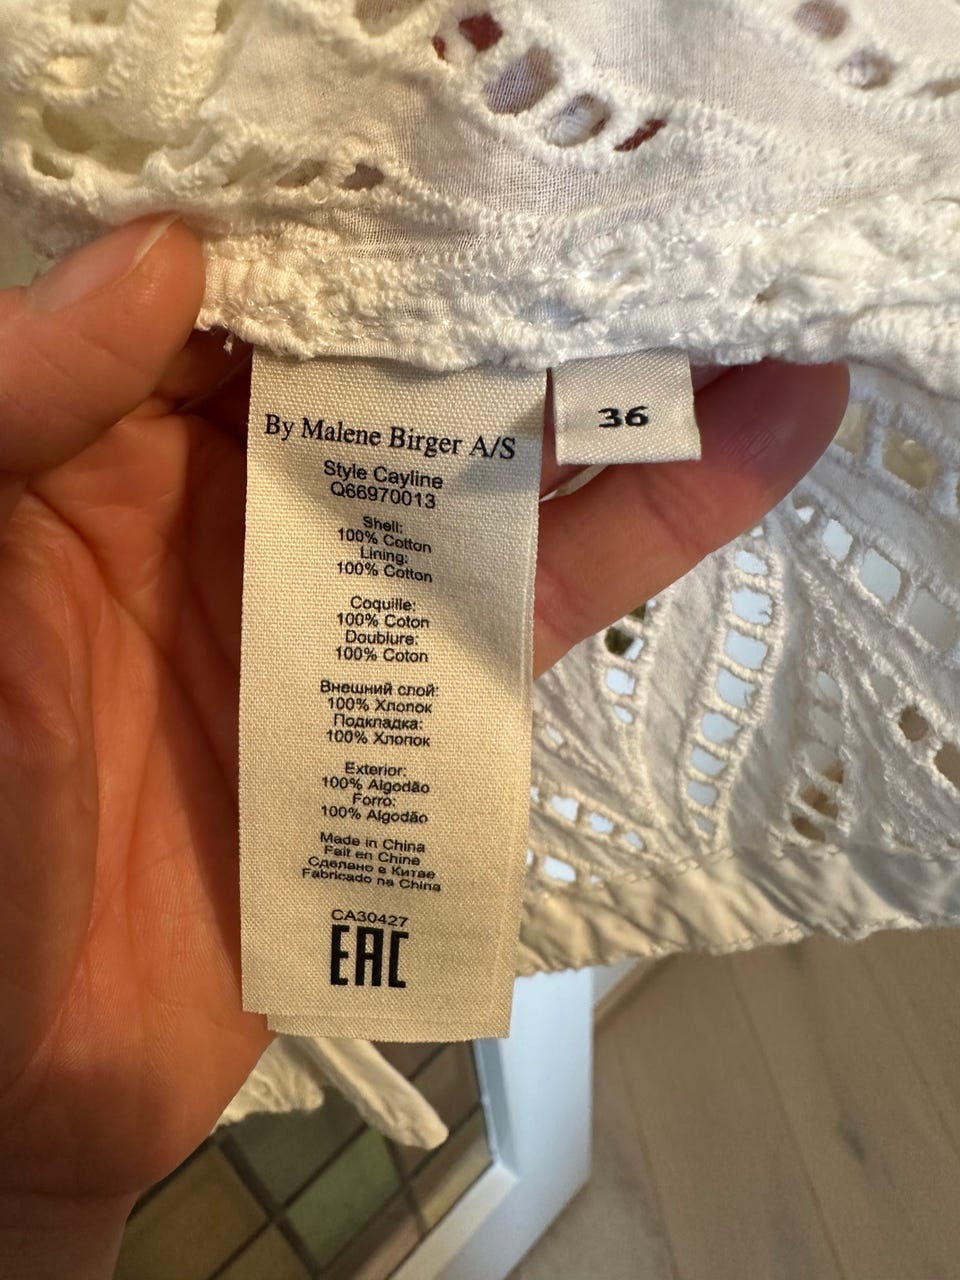 By Malene Birger A/S
36
Style Cayline
Q66970013
Shell:
100% Cotton
Lining:
100% Cotton
Coquille:
100% Coton
Doublure:
100% Coton
Внешний слой:
100% Хлопок
Подкладка:
100% Хлопок
Exterior:
100% Algodão
Forro:
100% Algodão
Made in China
Fait en Chine
Сделано в Китае
Fabricado na China
CA30427
EAC